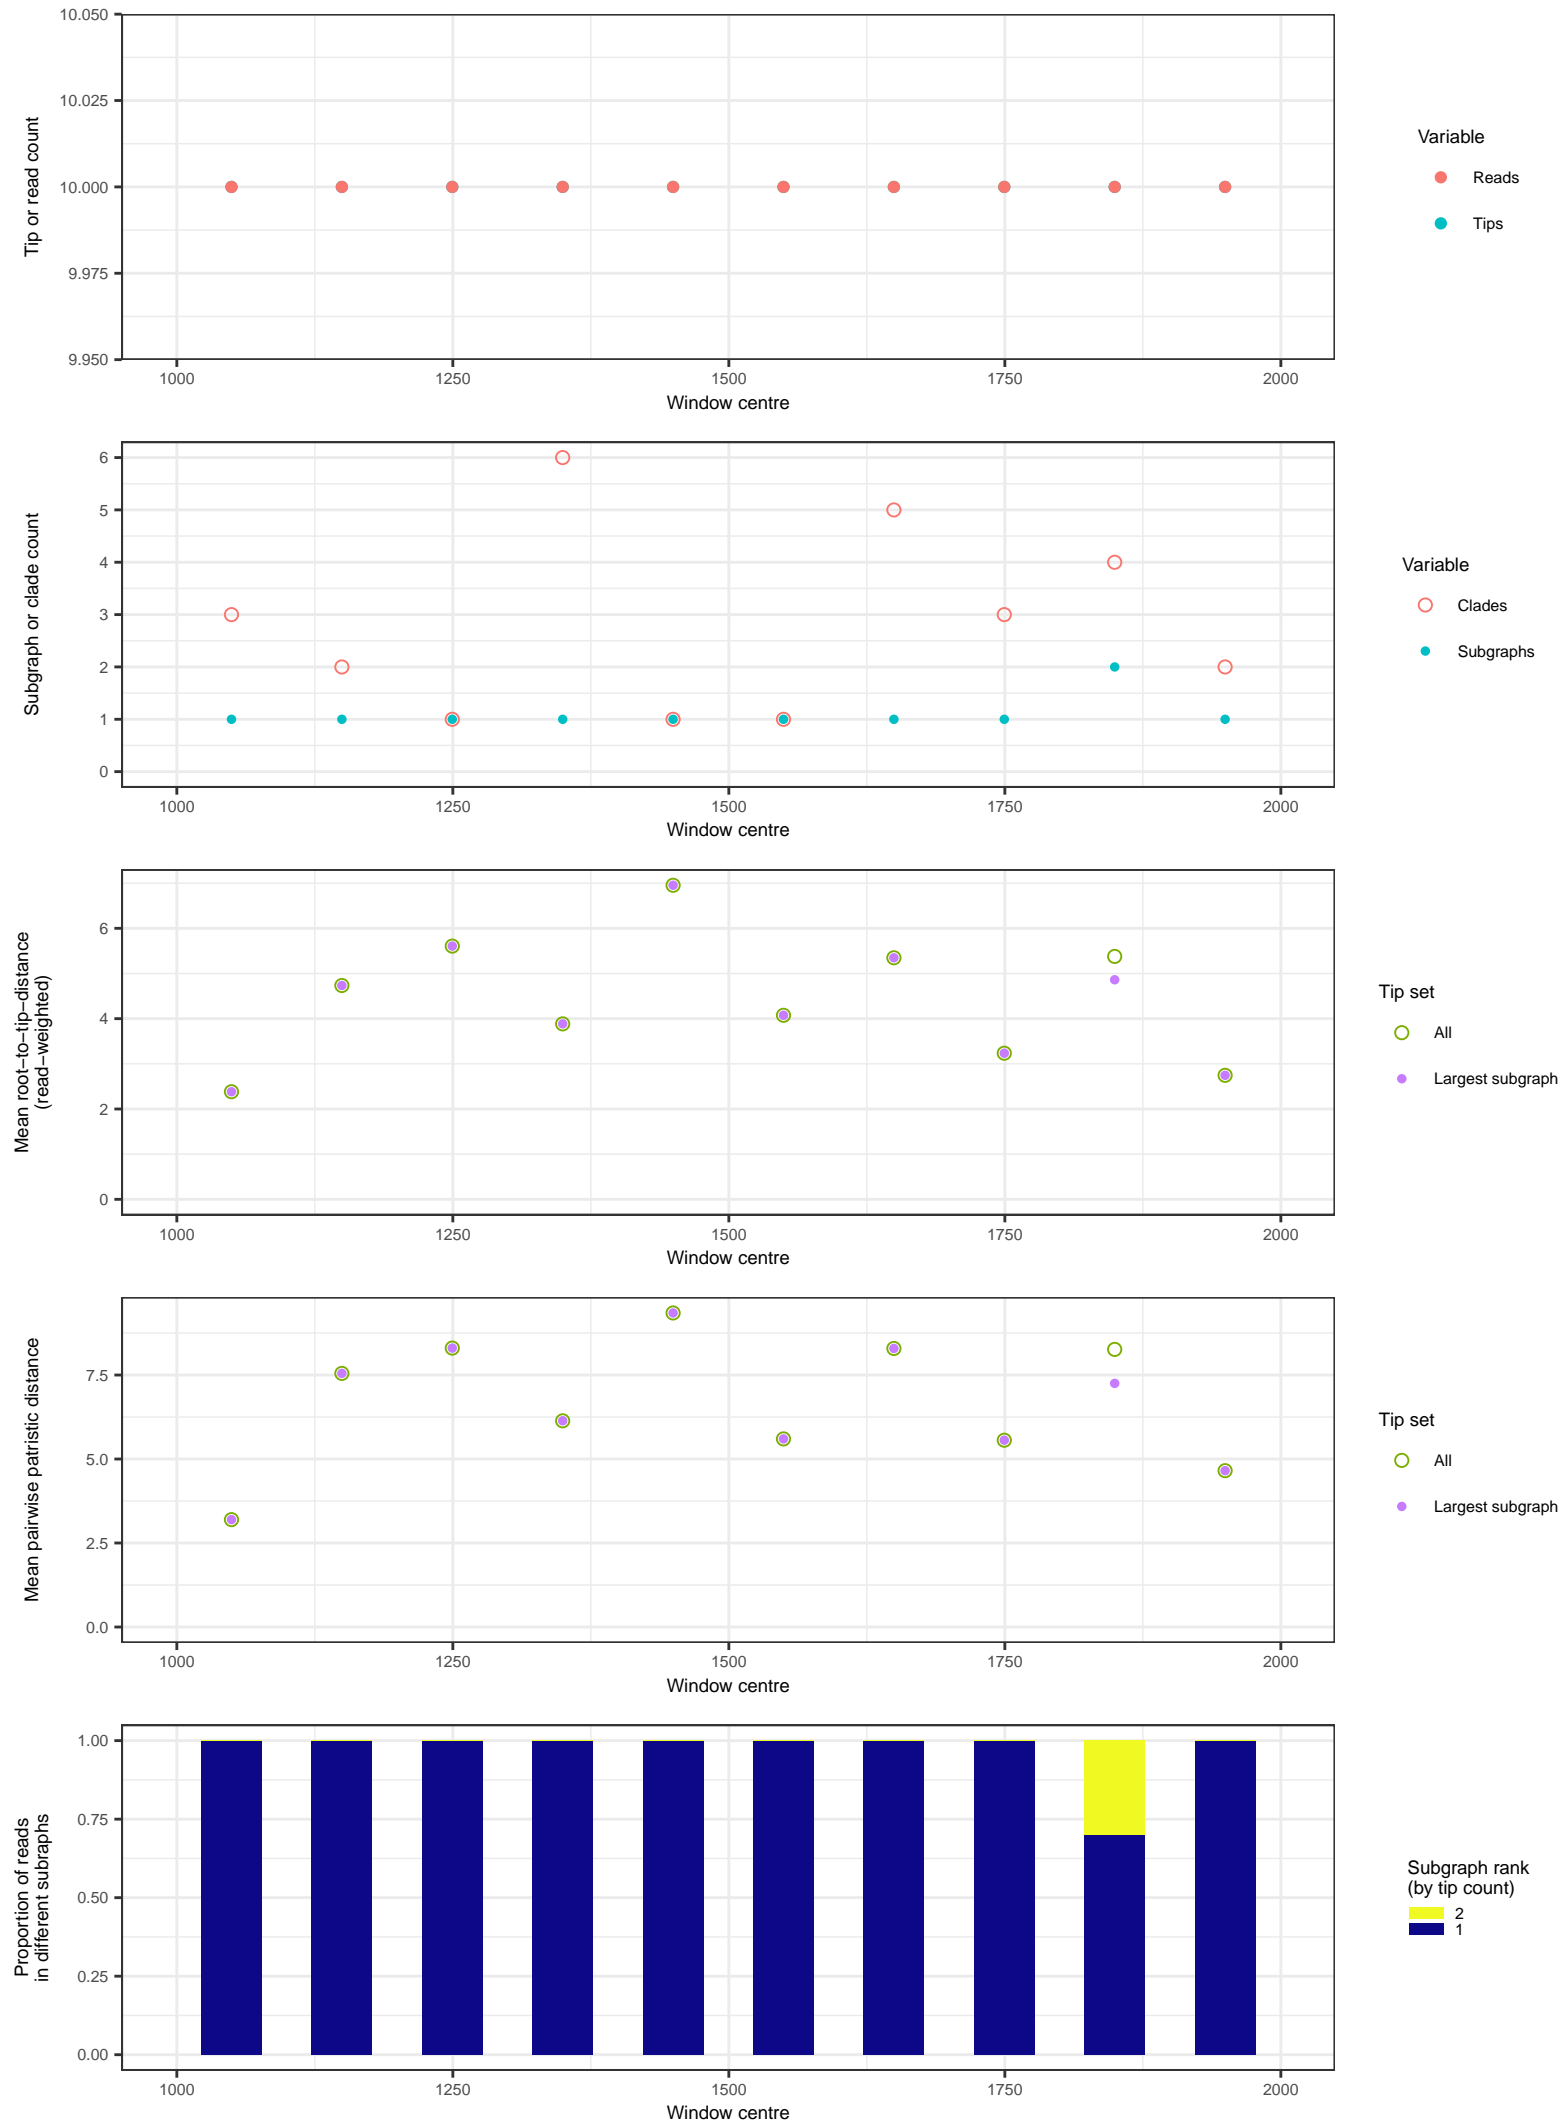 10.050
10.025
10.000
9.975
9.950
Tip or read count
1000 1250 1500 1750 2000
Window centre
Variable
Reads
Tips
6
5
4
3
2
1
0
Subgraph or clade count
1000 1250 1500 1750 2000
Window centre
Variable
Clades
Subgraphs
6
4
2
0
Mean root−to−tip−distance
(read−weighted)
1000 1250 1500 1750 2000
Window centre
Tip set
All
Largest subgraph
7.5
5.0
2.5
0.0
Mean pairwise patristic distance
1000 1250 1500 1750 2000
Window centre
Tip set
All
Largest subgraph
1.00
0.75
0.50
0.25
0.00
Proportion of reads
in different subraphs
1000 1250 1500 1750 2000
Window centre
Subgraph rank
(by tip count)
2
1